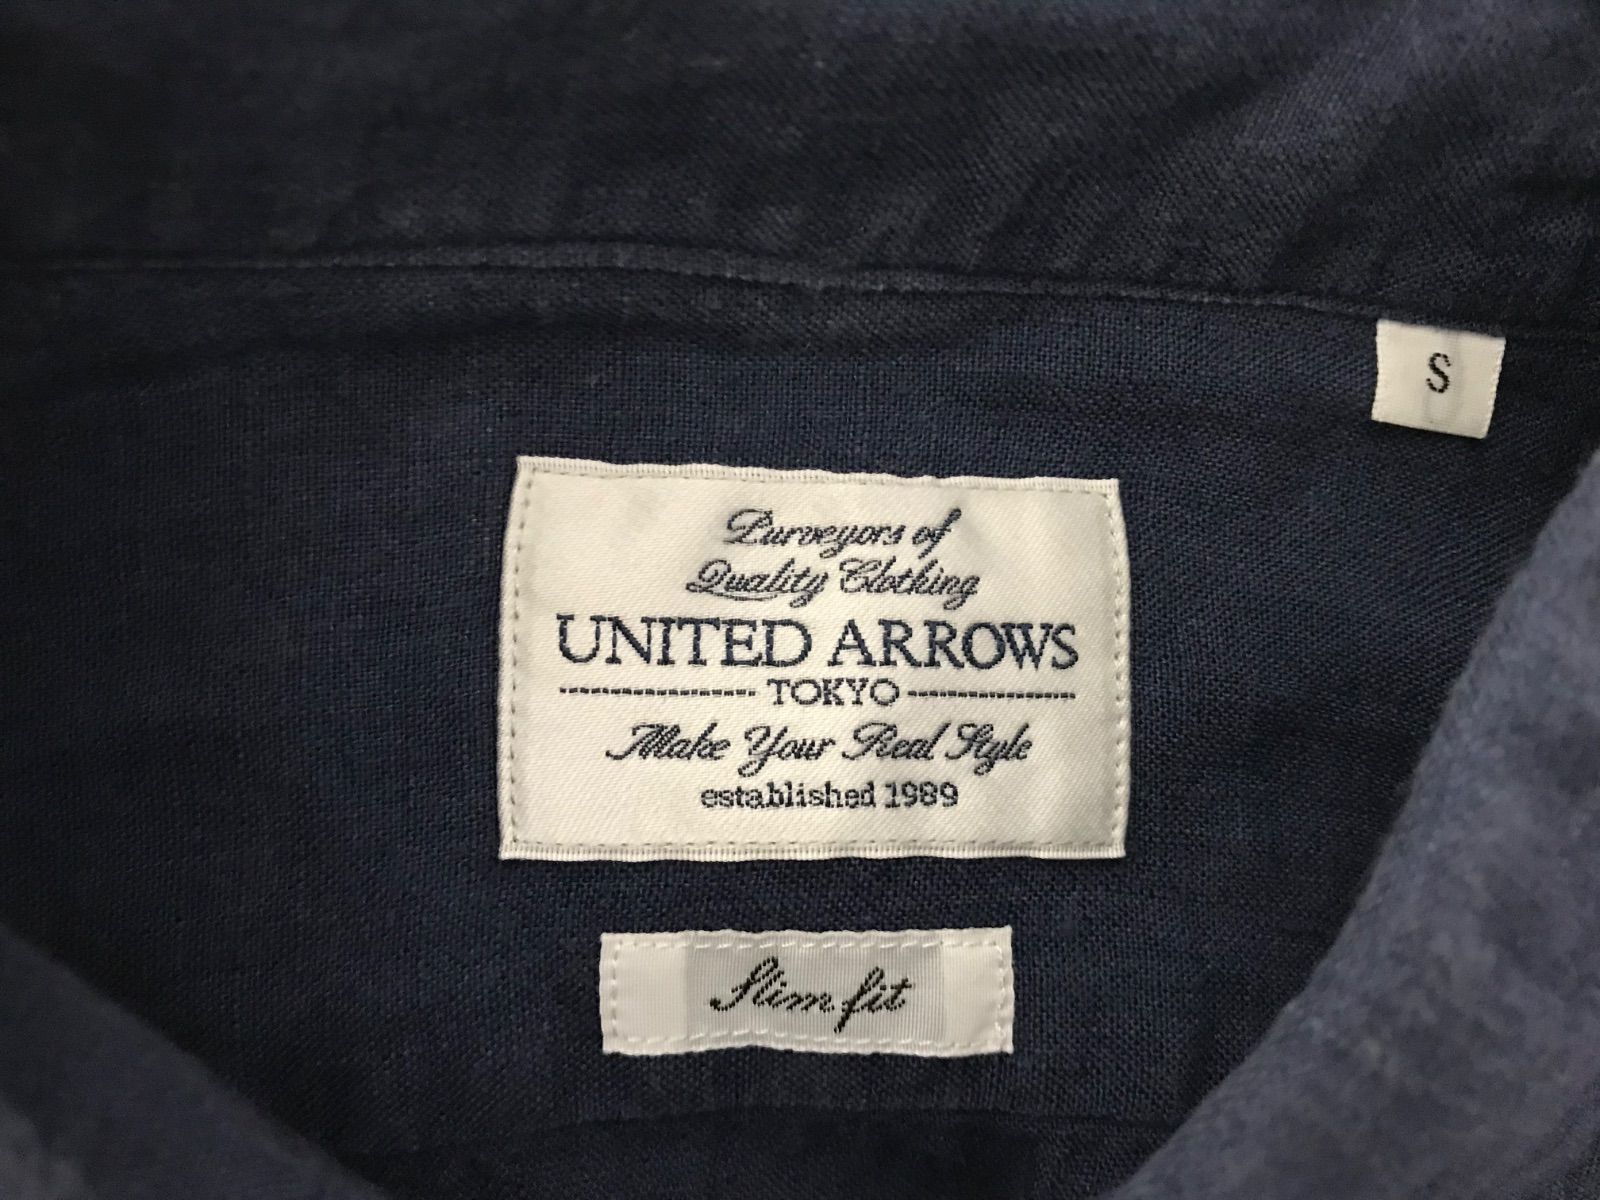 S
Purveyors of
Quality Clothing
UNITED ARROWS
TOKYO
Make Your Real Style
established 1989
Slim fit